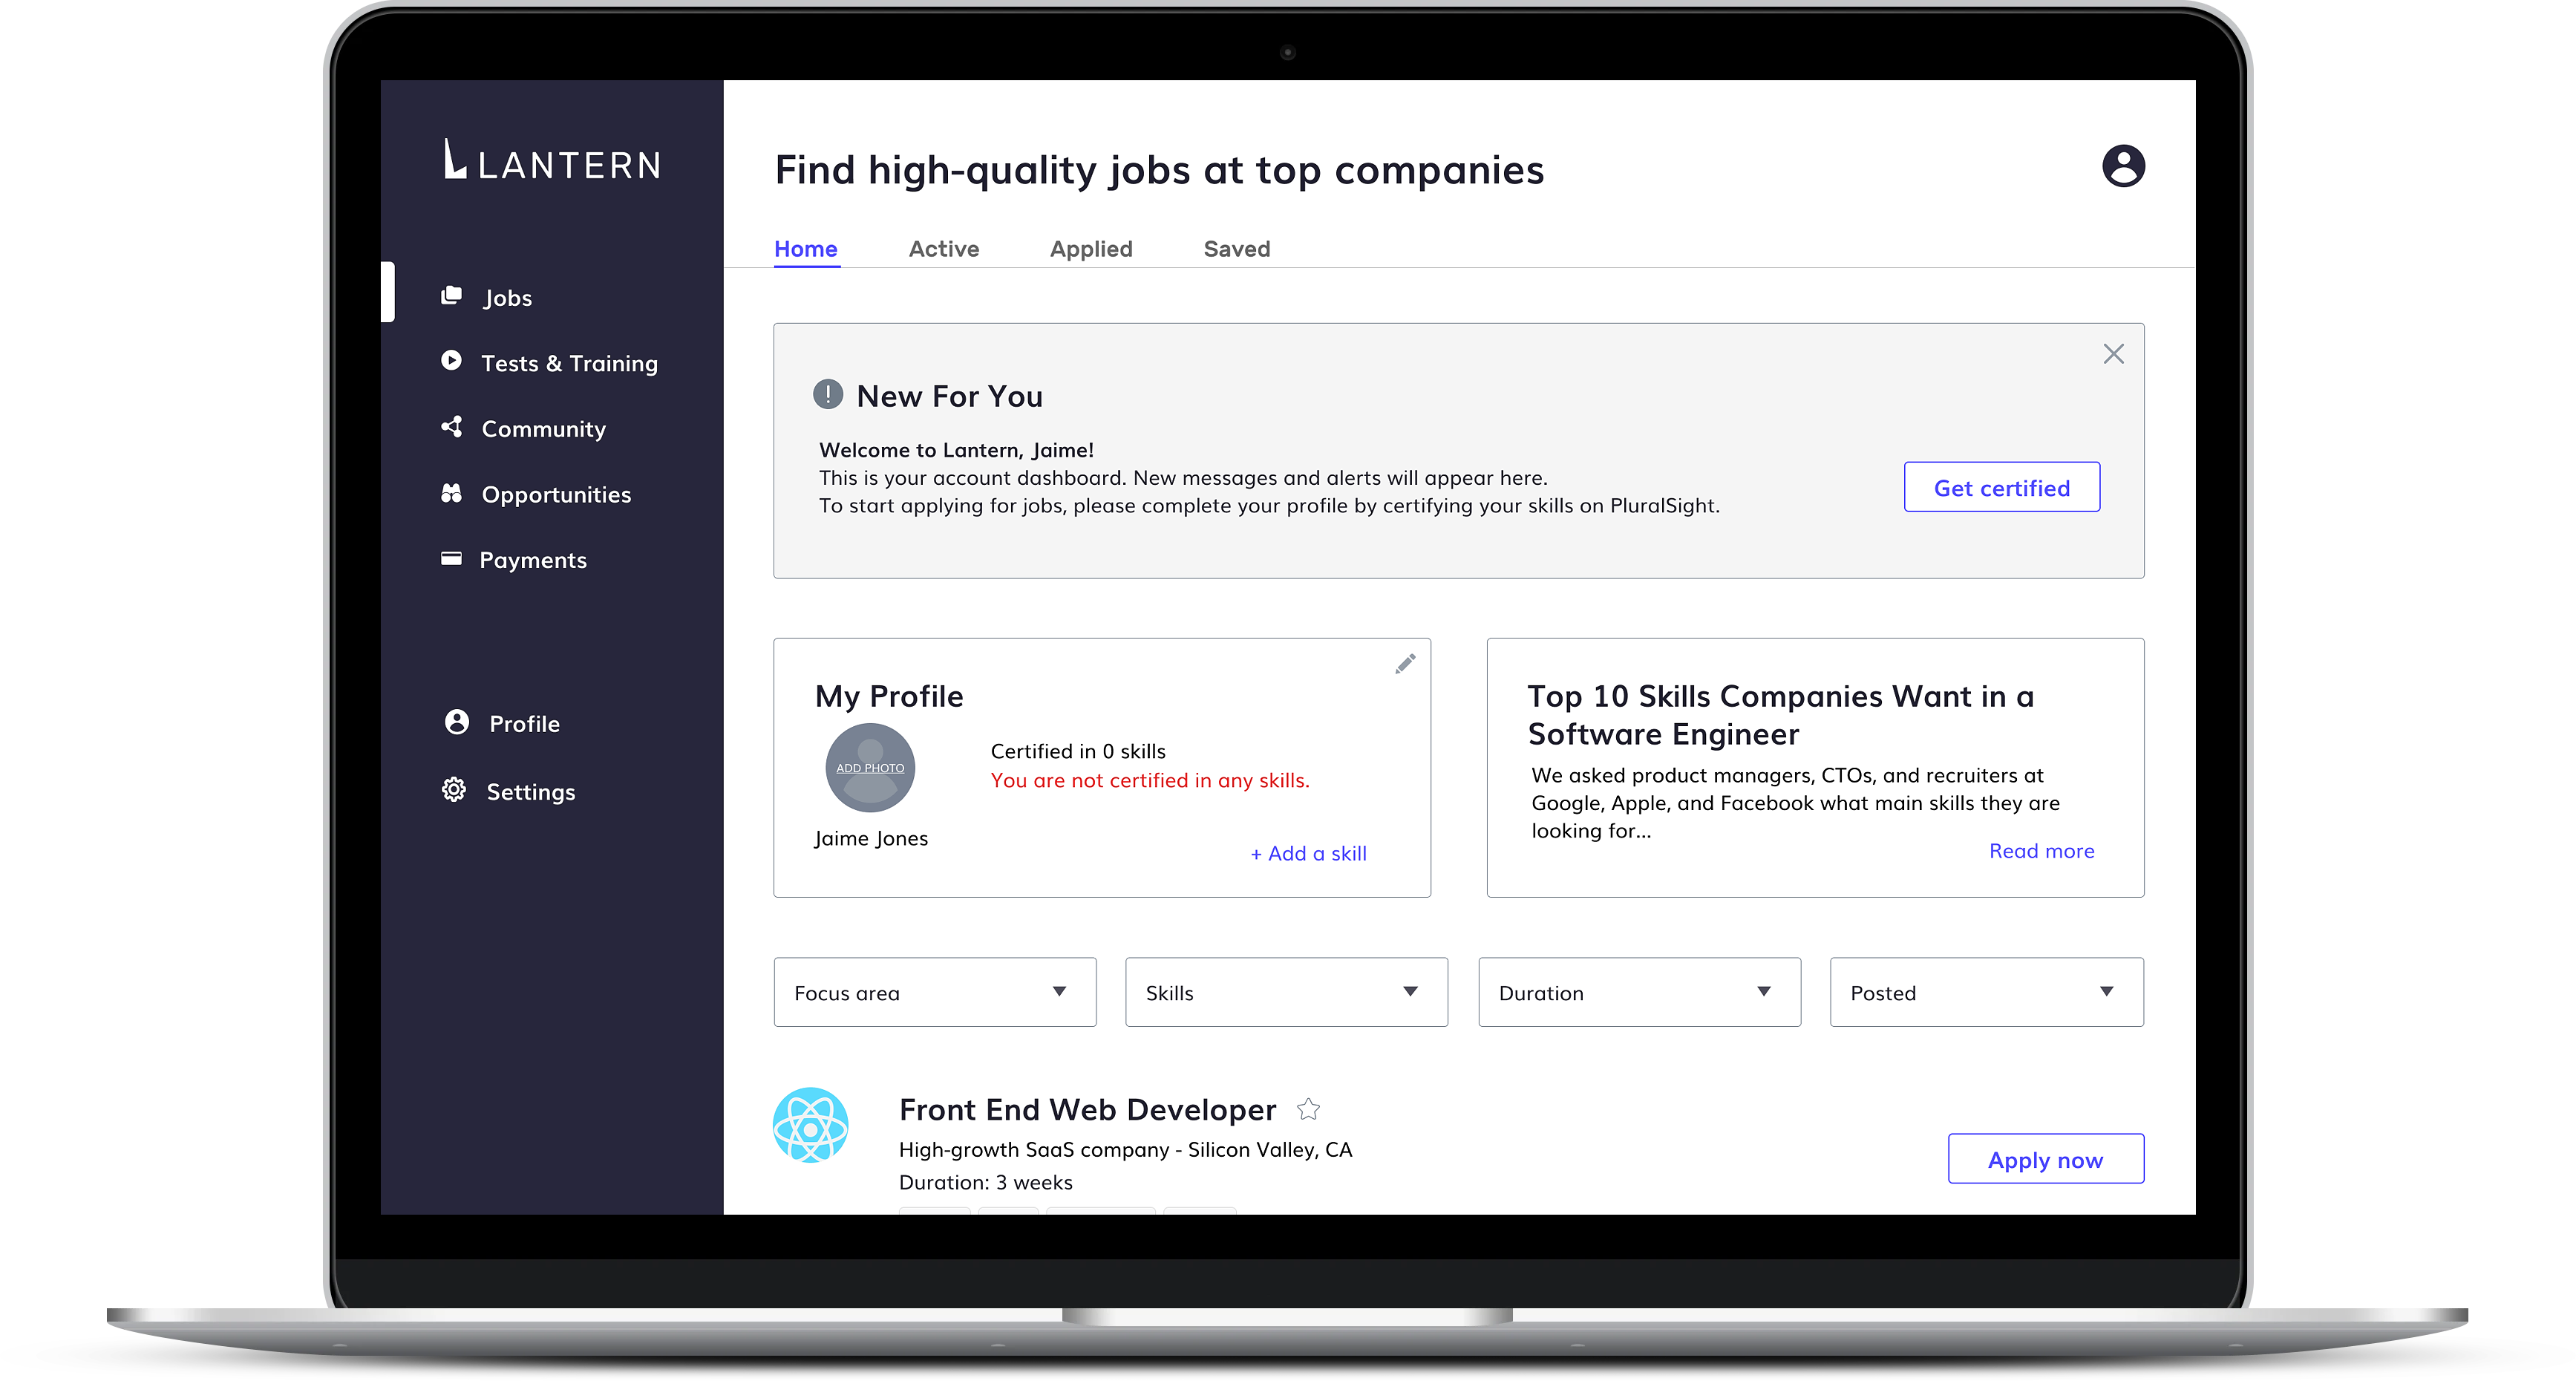 LANTERN
Jobs
Tests & Training
Community
Opportunities
Payments
Profile
Settings
Find high-quality jobs at top companies
Home
Active
Applied
Saved
New For You
Welcome to Lantern, Jaime!
This is your account dashboard. New messages and alerts will appear here.
To start applying for jobs, please complete your profile by certifying your skills on PluralSight.
Get certified
My Profile
ADD PHOTO
Jaime Jones
Certified in 0 skills
You are not certified in any skills.
+ Add a skill
Top 10 Skills Companies Want in a
Software Engineer
We asked product managers, CTOs, and recruiters at
Google, Apple, and Facebook what main skills they are
looking for...
Read more
Focus area
Skills
Duration
Posted
Front End Web Developer
High-growth SaaS company - Silicon Valley, CA
Duration: 3 weeks
Apply now